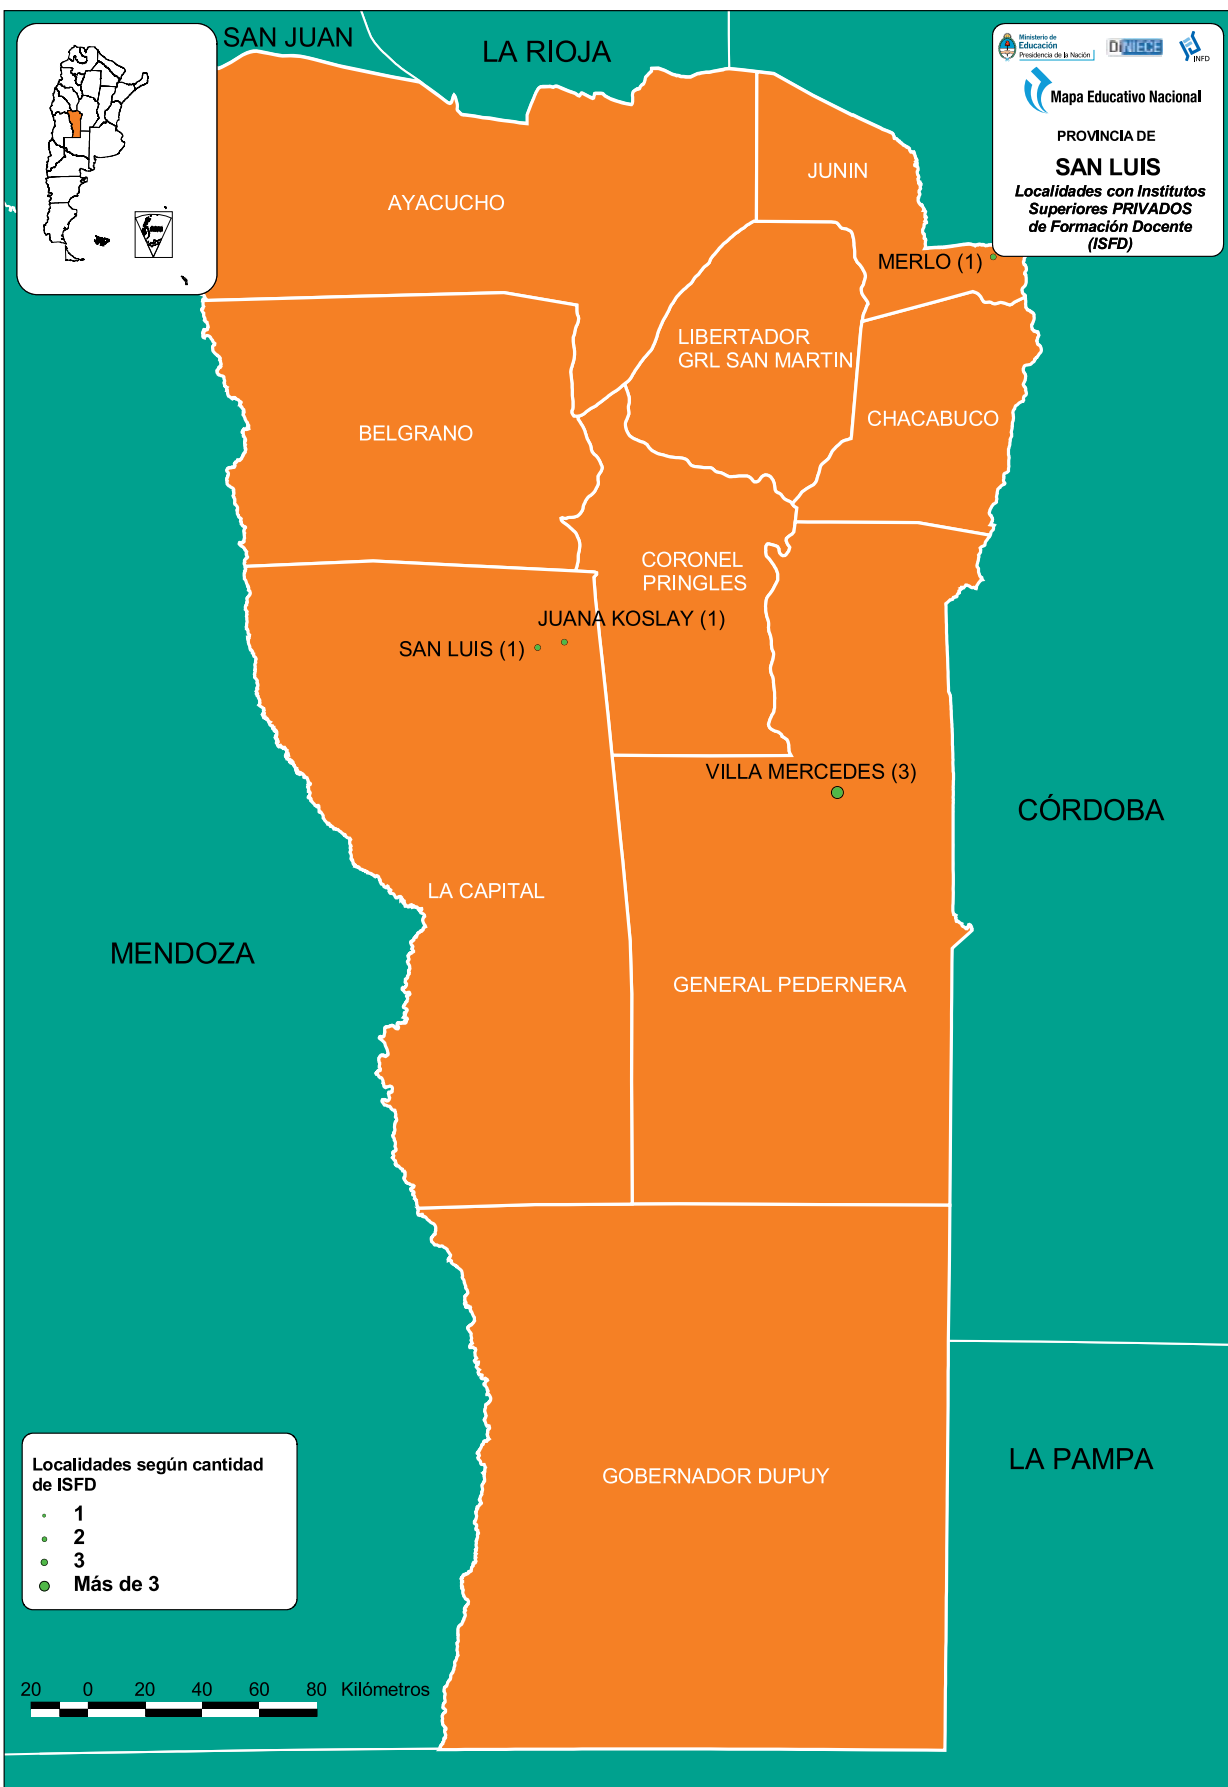 SAN JUAN
LA RIOJA
Ministerio de
Educación
Presidencia de la Nación
DiNIECE
INFD
Mapa Educativo Nacional
PROVINCIA DE
SAN LUIS
Localidades con Institutos
Superiores PRIVADOS
de Formación Docente
(ISFD)
JUNIN
AYACUCHO
MERLO (1)
LIBERTADOR
GRL SAN MARTIN
CHACABUCO
BELGRANO
CORONEL
PRINGLES
JUANA KOSLAY (1)
SAN LUIS (1)
VILLA MERCEDES (3)
CÓRDOBA
LA CAPITAL
MENDOZA
GENERAL PEDERNERA
LA PAMPA
GOBERNADOR DUPUY
Localidades según cantidad
de ISFD
1
2
3
Más de 3
20 0 20 40 60 80 Kilómetros